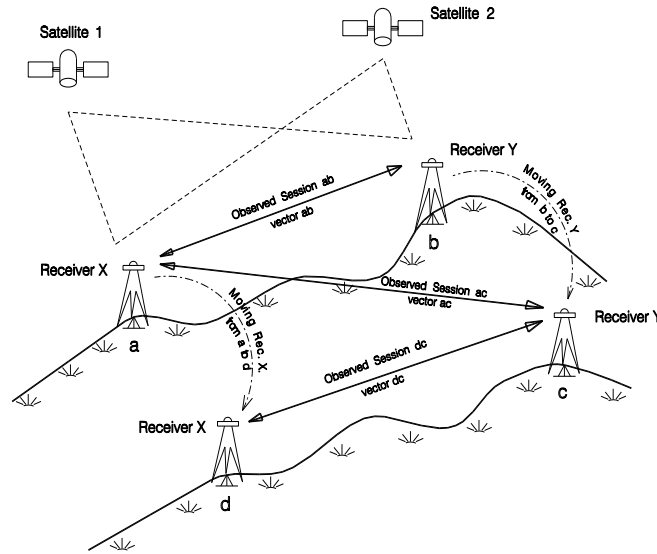 Satellite 1
Satellite 2
Receiver Y
Observed Session ab
vector ab
Moving Rec. Y
from b to c
b
Receiver X
Observed Session ac
vector ac
Moving Rec. X
from a b d
a
Receiver Y
Observed Session dc
vector dc
c
Receiver X
d